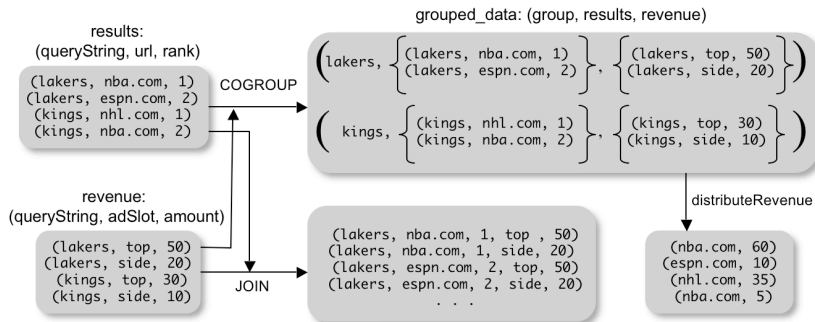 results:
(queryString, url, rank)
(lakers, nba.com, 1)
(lakers, espn.com, 2)
(kings, nhl.com, 1)
(kings, nba.com, 2)
COGROUP
grouped_data: (group, results, revenue)
(lakers, {(lakers, nba.com, 1)
(lakers, espn.com, 2)}, {(lakers, top, 50)
(lakers, side, 20)})
( kings, {(kings, nhl.com, 1)
(kings, nba.com, 2)}, {(kings, top, 30)
(kings, side, 10)})
revenue:
(queryString, adSlot, amount)
(lakers, top, 50)
(lakers, side, 20)
(kings, top, 30)
(kings, side, 10)
JOIN
(lakers, nba.com, 1, top , 50)
(lakers, nba.com, 1, side, 20)
(lakers, espn.com, 2, top, 50)
(lakers, espn.com, 2, side, 20)
. . .
distributeRevenue
(nba.com, 60)
(espn.com, 10)
(nhl.com, 35)
(nba.com, 5)